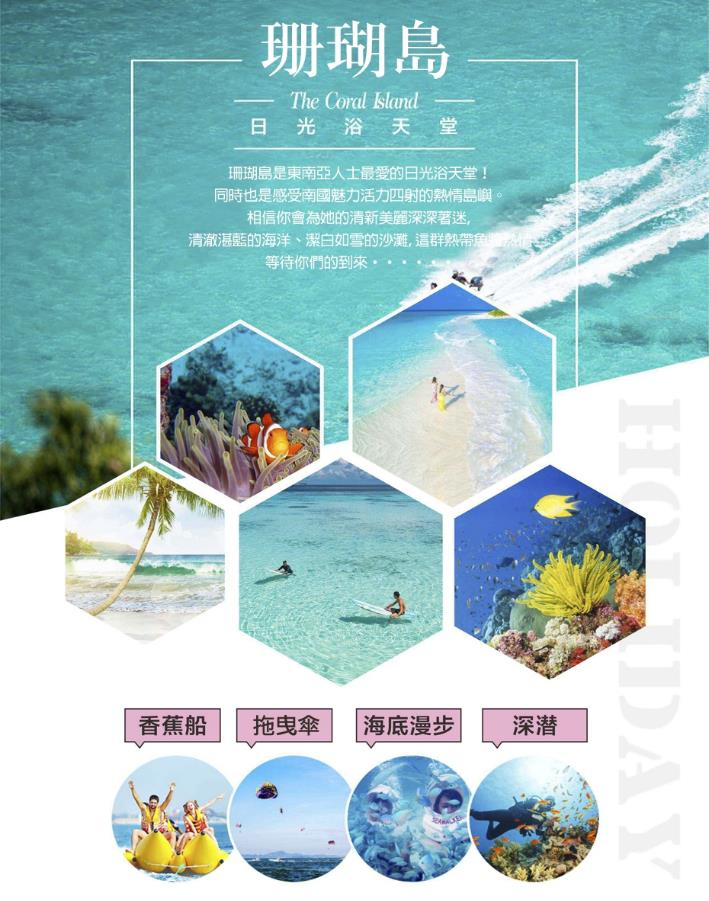 珊瑚島
The Coral Island
日光浴天堂
珊瑚島是東南亞人士最愛的日光浴天堂！
同時也是感受南國魅力活力四射的熱情島嶼。
相信你會為她的清新美麗深深著迷,
清澈湛藍的海洋、潔白如雪的沙灘, 這群熱帶魚
等待你們的到來・・・・・・
HOLIDAY
香蕉船
拖曳傘
海底漫步
深潛